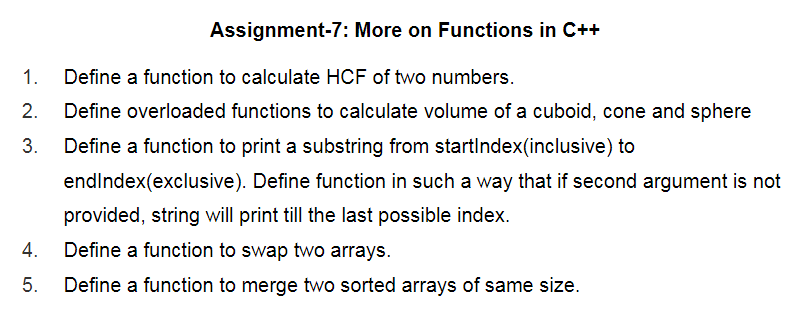 Assignment-7: More on Functions in C++
1. Define a function to calculate HCF of two numbers.
2. Define overloaded functions to calculate volume of a cuboid, cone and sphere
3. Define a function to print a substring from startIndex(inclusive) to
endIndex(exclusive). Define function in such a way that if second argument is not
provided, string will print till the last possible index.
4. Define a function to swap two arrays.
5. Define a function to merge two sorted arrays of same size.